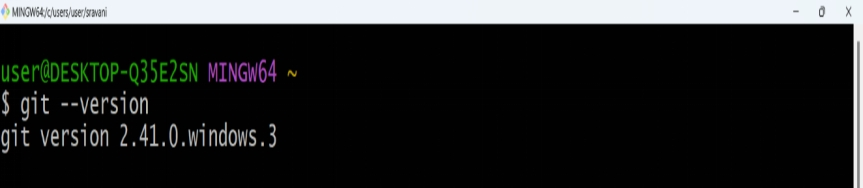 MINGW64:/c/users/user/sravani
user@DESKTOP-Q35E2SN MINGW64 ~
$ git --version
git version 2.41.0.windows.3